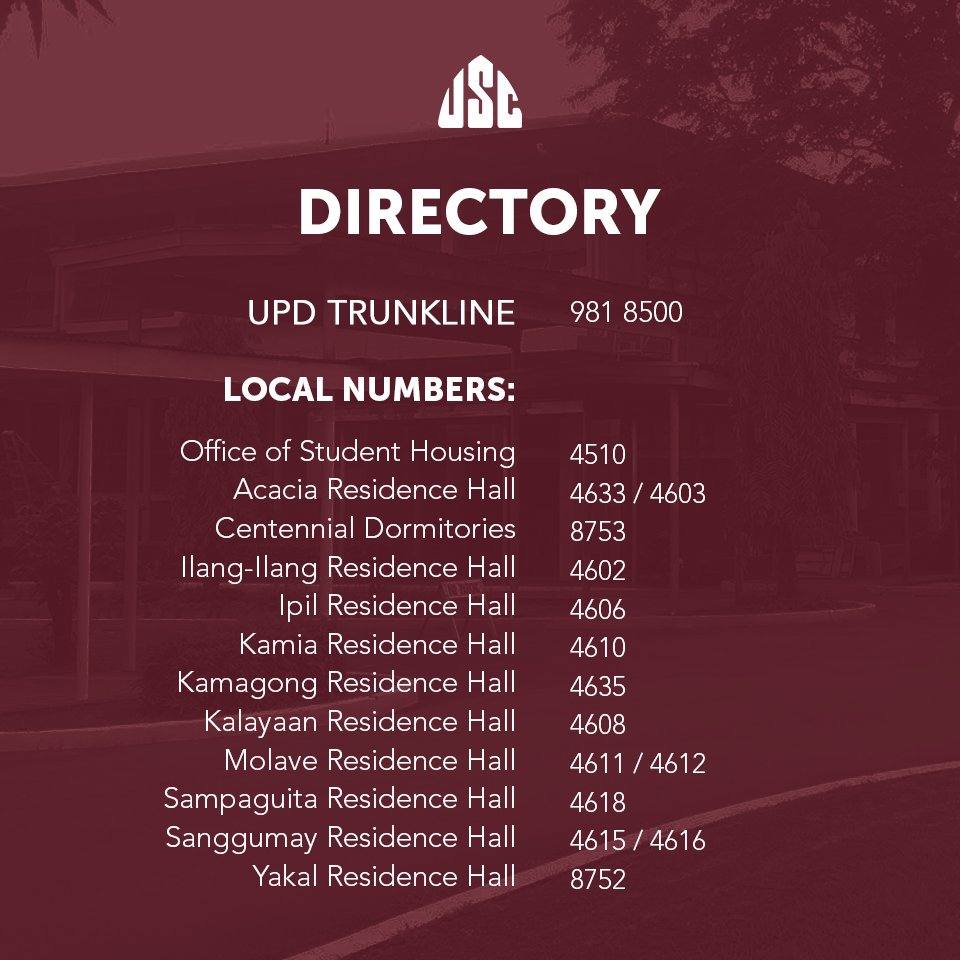 USC
DIRECTORY
UPD TRUNKLINE 981 8500
LOCAL NUMBERS:
Office of Student Housing 4510
Acacia Residence Hall 4633 / 4603
Centennial Dormitories 8753
Ilang-Ilang Residence Hall 4602
Ipil Residence Hall 4606
Kamia Residence Hall 4610
Kamagong Residence Hall 4635
Kalayaan Residence Hall 4608
Molave Residence Hall 4611 / 4612
Sampaguita Residence Hall 4618
Sanggumay Residence Hall 4615 / 4616
Yakal Residence Hall 8752